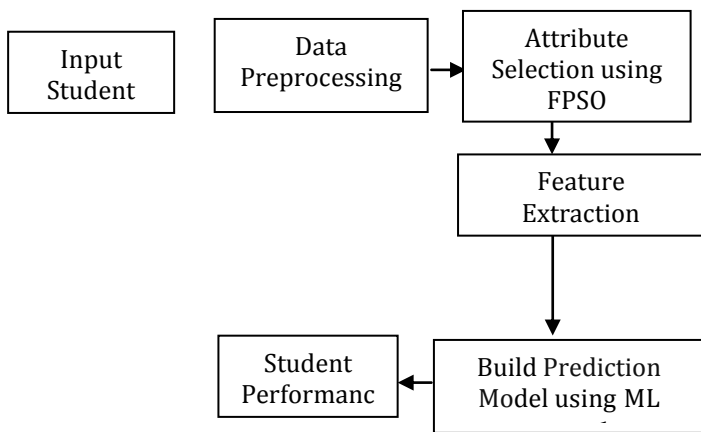 Input
Student
Data
Preprocessing
Attribute
Selection using
FPSO
Feature
Extraction
Build Prediction
Model using ML
Student
Performanc